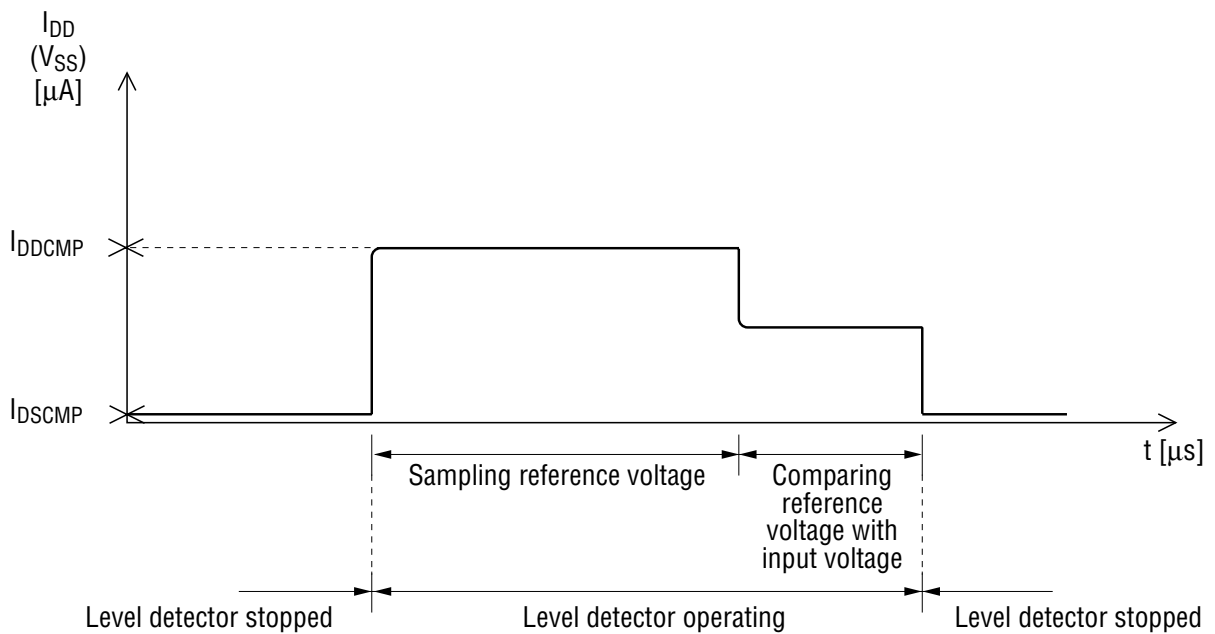 IDD
(VSS)
[μA]
IDDCMP
IDSCMP
t [μs]
Sampling reference voltage
Comparing
reference
voltage with
input voltage
Level detector stopped
Level detector operating
Level detector stopped